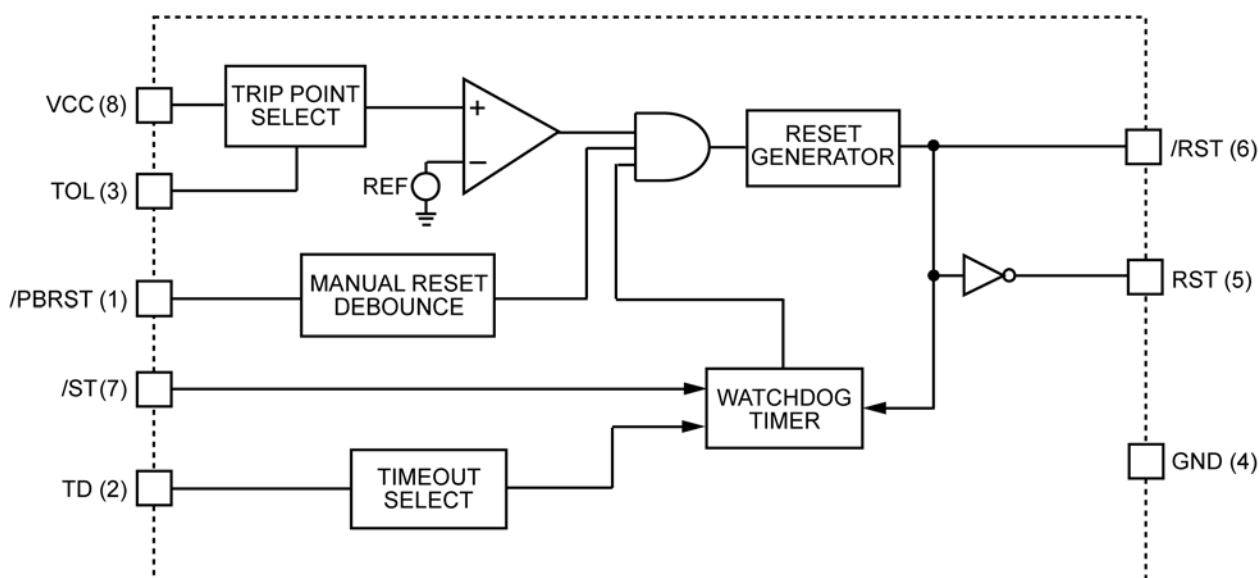 VCC (8)
TRIP POINT
SELECT
+
−
REF
RESET
GENERATOR
/RST (6)
TOL (3)
/PBRST (1)
MANUAL RESET
DEBOUNCE
RST (5)
/ST (7)
WATCHDOG
TIMER
TD (2)
TIMEOUT
SELECT
GND (4)